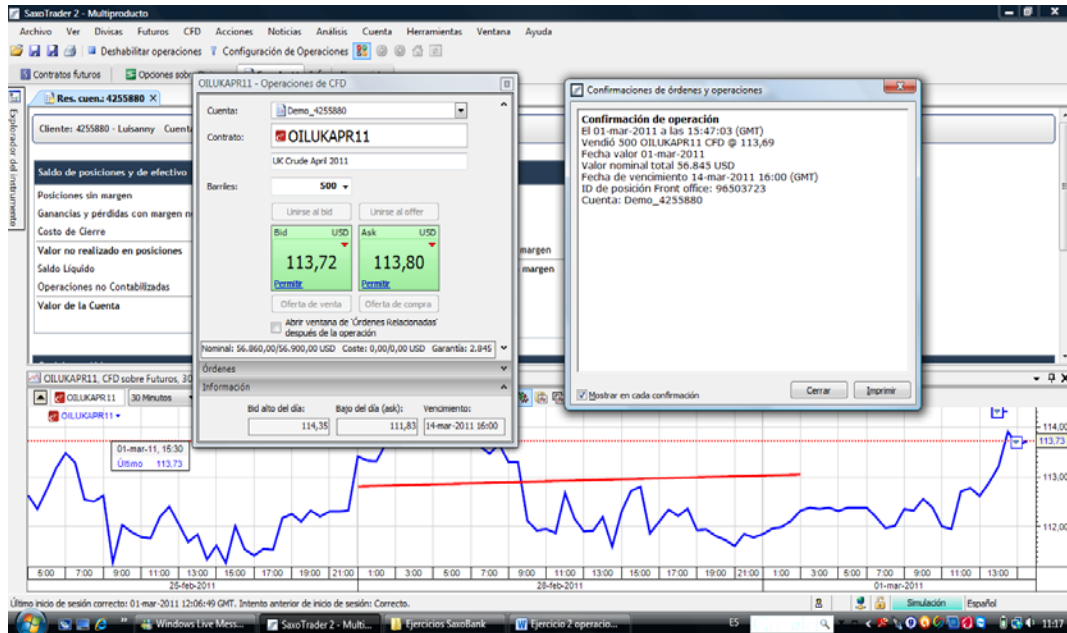 SaxoTrader 2 - Multiproducto
Archivo Ver Divicas Futuros CFD Acciones Noticias Análisis Cuenta Herramientas Ventana Ayuda
Deshabilitar operaciones Configuración de Operaciones
Contratos futuros Opciones sobr
Explorador del instrumento
Res. cuen.: 4255880
Cliente: 4255880 - Luisanny Cuenta
Saldo de posiciones y de efectivo
Posiciones sin margen
Ganancias y pérdidas con margen n
Costo de Cierre
Valor no realizado en posiciones
Saldo Líquido
Operaciones no Contabilizadas
Valor de la Cuenta
margen
margen
OILUKAPR11 - Operaciones de CFD
Cuenta: Demo_4255880
Contrato: OILUKAPR11
UK Crude April 2011
Barriles: 500
Unirse al bid Unirse al offer
Bid USD Ask USD
113,72 113,80
Permitir Permitir
Oferta de venta Oferta de compra
Abrir ventana de 'Órdenes Relacionadas'
después de la operación
Nominal: 56.860,00/56.900,00 USD Coste: 0,00/0,00 USD Garantía: 2.845
Órdenes
Información
Bid alto del día: Bajo del día (ask): Vencimiento:
114,35 111,83 14-mar-2011 16:00
Confirmaciones de órdenes y operaciones
Confirmación de operación
El 01-mar-2011 a las 15:47:03 (GMT)
Vendió 500 OILUKAPR11 CFD @ 113,69
Fecha valor 01-mar-2011
Valor nominal total 56.845 USD
Fecha de vencimiento 14-mar-2011 16:00 (GMT)
ID de posición Front office: 96503723
Cuenta: Demo_4255880
Mostrar en cada confirmación
Cerrar Imprimir
OILUKAPR11, CFD sobre Futuros, 30
OILUKAPR11 30 Minutos
OILUKAPR11
01-mar-11, 15:30
Último 113,73
114,00
113,73
113,00
112,00
5:00 7:00 9:00 11:00 13:00 15:00 17:00 19:00 21:00 1:00 3:00 5:00 7:00 9:00 11:00 13:00 15:00 17:00 19:00 21:00 1:00 3:00 5:00 7:00 9:00 11:00 13:00
25-feb-2011 28-feb-2011 01-mar-2011
Último inicio de sesión correcto: 01-mar-2011 12:06:49 GMT. Intento anterior de inicio de sesión: Correcto.
Simulación Español
Windows Live Mess... SaxoTrader 2 - Multi... Ejercicios SaxoBank Ejercicio 2 operacio... ES 11:17